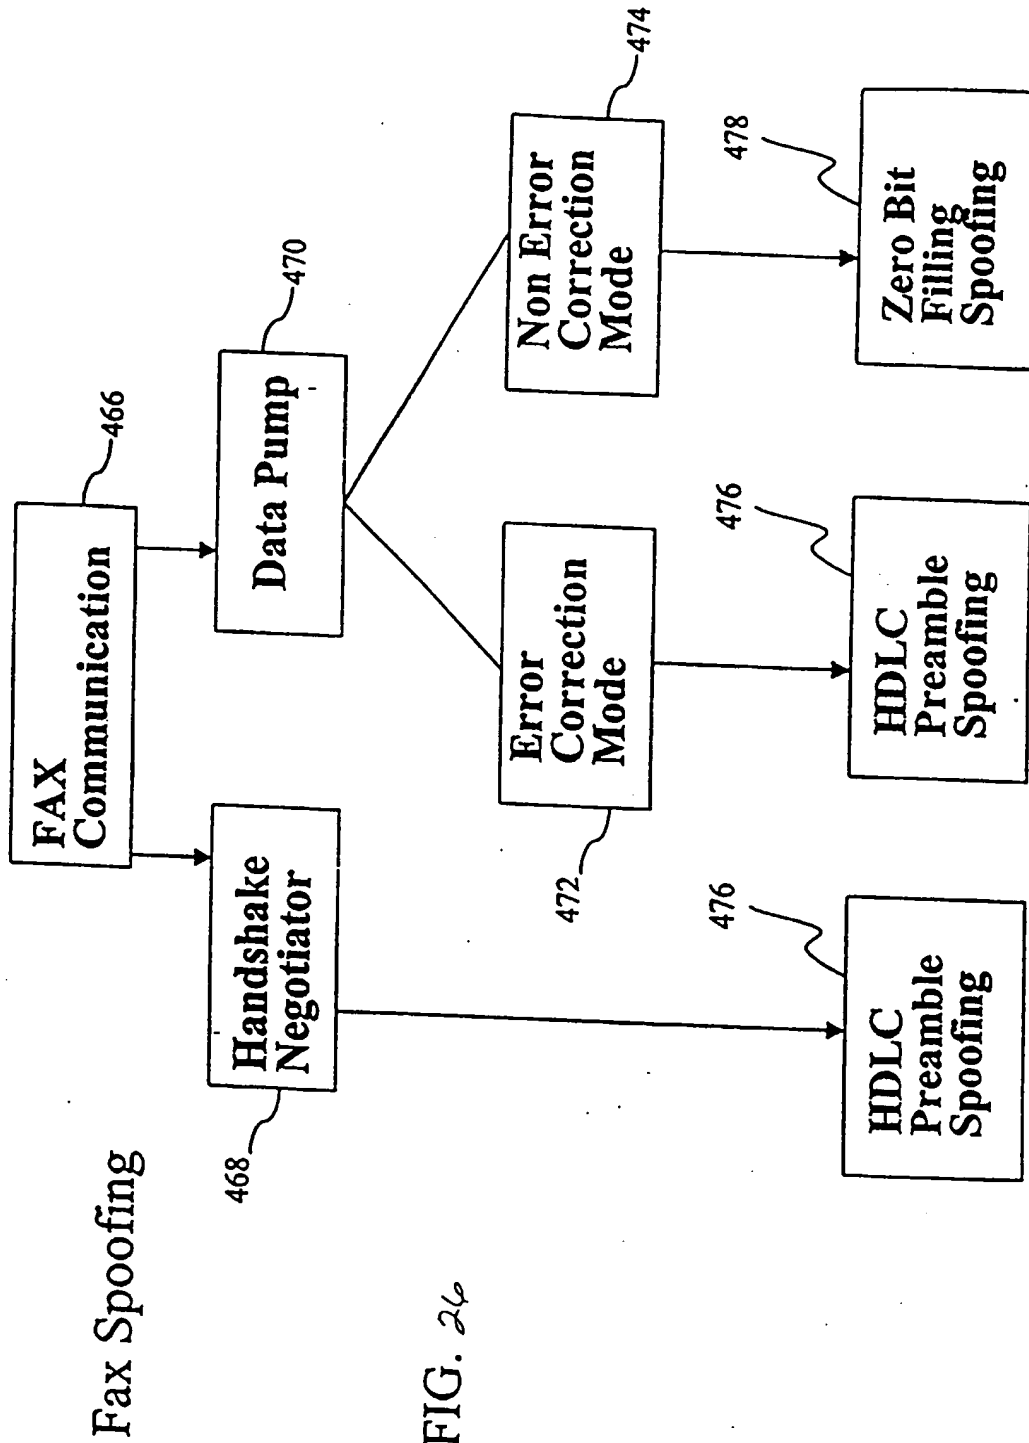 Fax Spoofing
FAX
Communication
466
Handshake
Negotiator
468
Data Pump
470
Error
Correction
Mode
472
Non Error
Correction
Mode
474
HDLC
Preamble
Spoofing
476
HDLC
Preamble
Spoofing
476
Zero Bit
Filling
Spoofing
478
FIG. 26